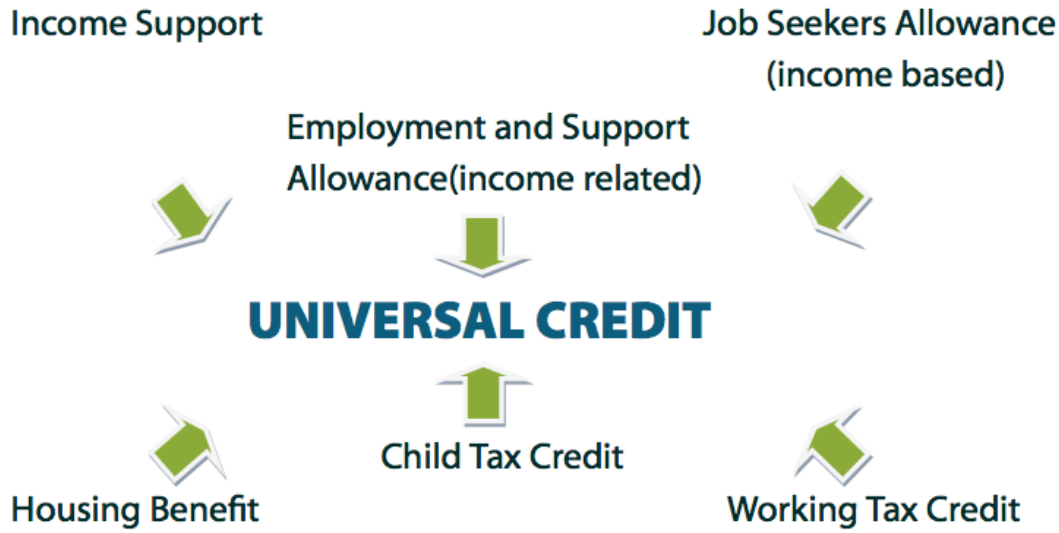 Income Support
Job Seekers Allowance
(income based)
Employment and Support
Allowance(income related)
UNIVERSAL CREDIT
Child Tax Credit
Housing Benefit
Working Tax Credit